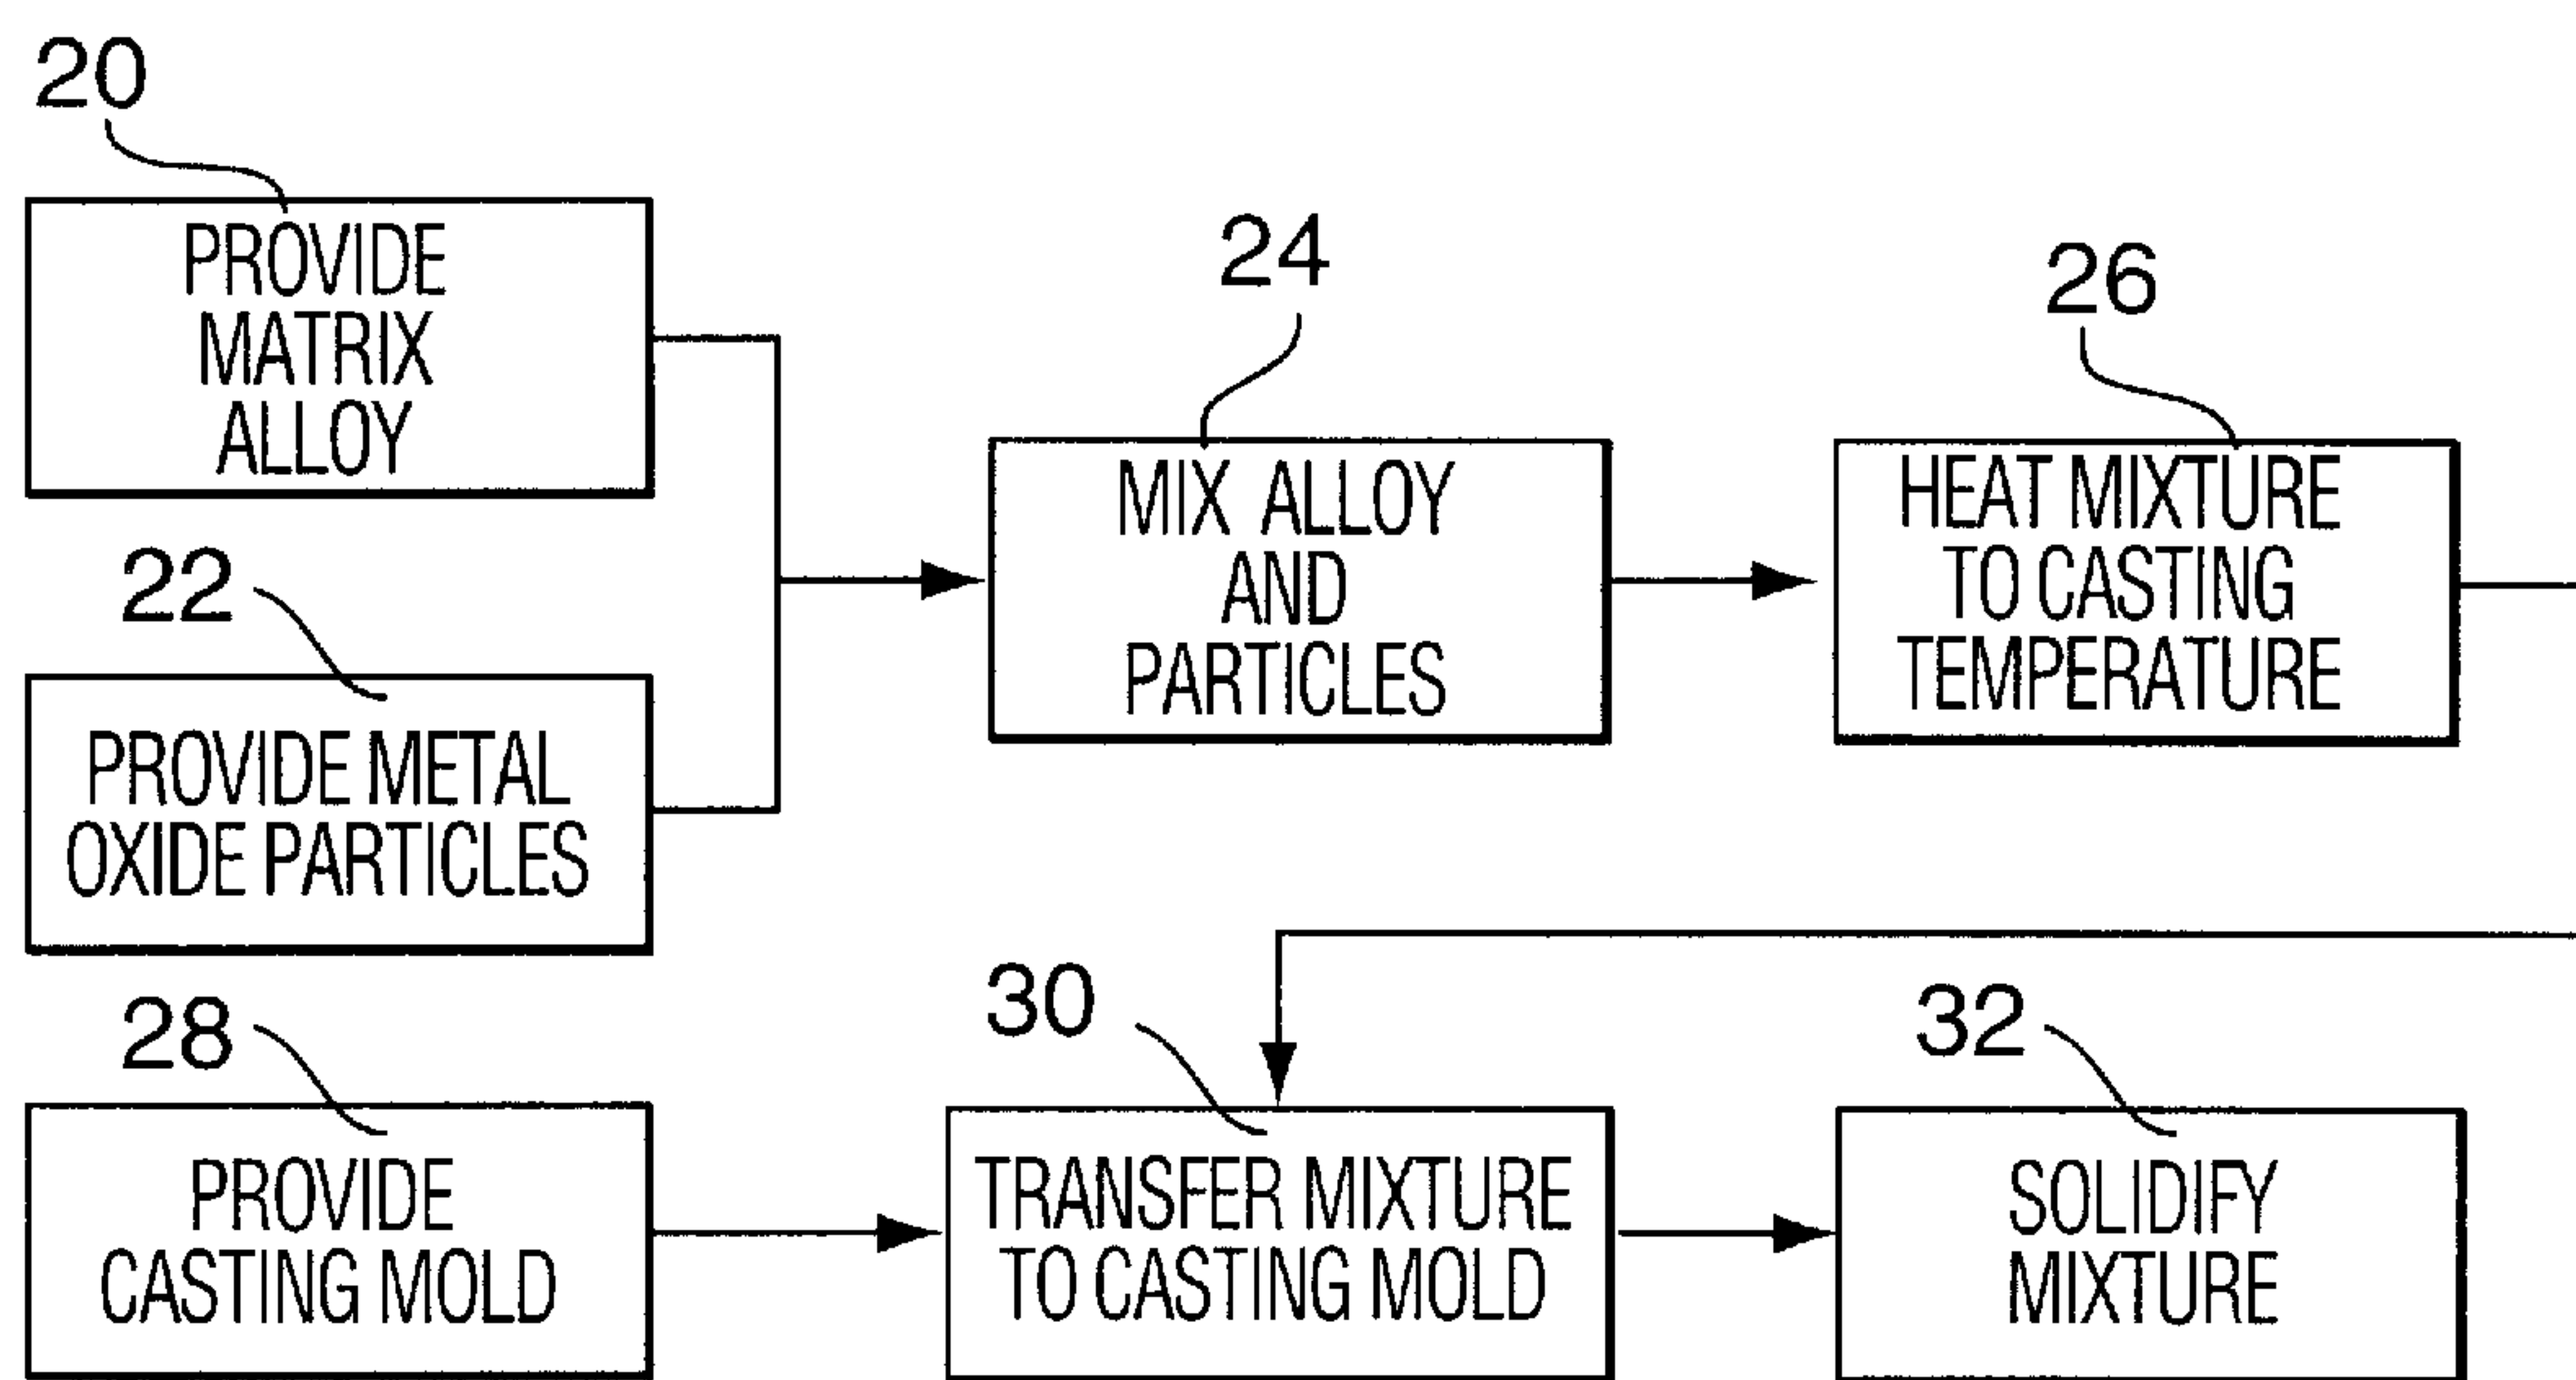 20
PROVIDE
MATRIX
ALLOY
22
PROVIDE METAL
OXIDE PARTICLES
24
MIX ALLOY
AND
PARTICLES
26
HEAT MIXTURE
TO CASTING
TEMPERATURE
28
PROVIDE
CASTING MOLD
30
TRANSFER MIXTURE
TO CASTING MOLD
32
SOLIDIFY
MIXTURE